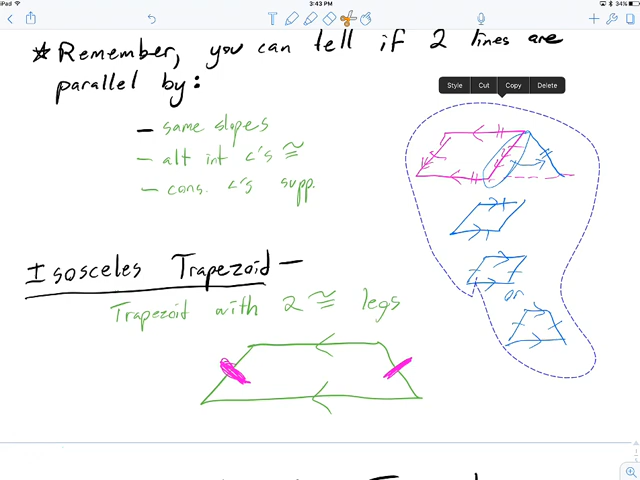 iPad
3:43 PM
34%
T
★ Remember, you can tell if 2 lines are
parallel by:
Style Cut Copy Delete
- same slopes
- alt int ∠'s ≅
- cons. ∠'s supp.
Isosceles Trapezoid -
Trapezoid with 2 ≅ legs
or